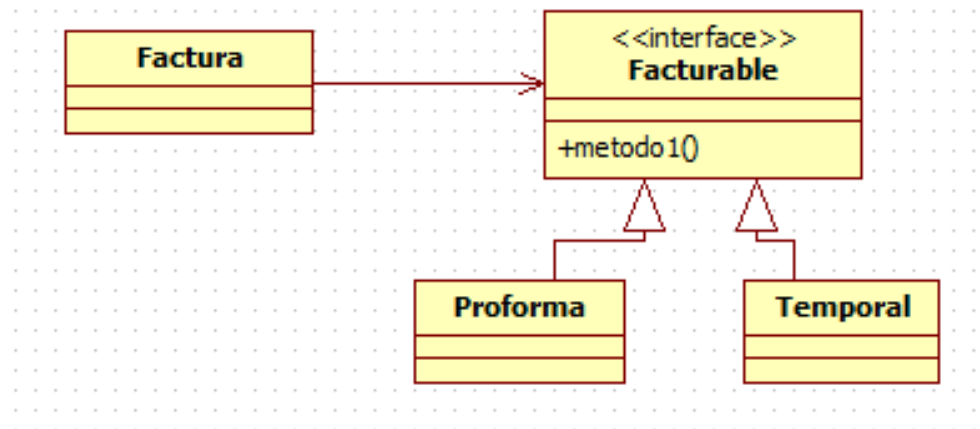 Factura
<<interface>>
Facturable
+metodo1()
Proforma
Temporal